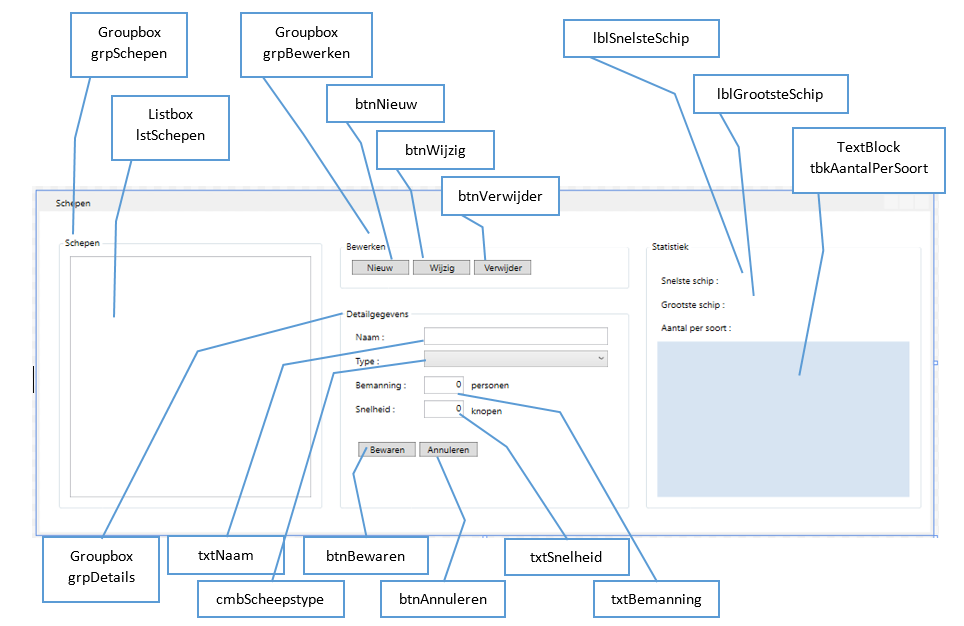 Groupbox
grpSchepen
Groupbox
grpBewerken
lblSnelsteSchip
btnNieuw
lblGrootsteSchip
Listbox
lstSchepen
btnWijzig
TextBlock
tbkAantalPerSoort
btnVerwijder
Schepen
Schepen
Bewerken
Statistiek
Nieuw
Wijzig
Verwijder
Snelste schip :
Grootste schip :
Aantal per soort :
Detailgegevens
Naam :
Type :
Bemanning :
0
personen
Snelheid :
0
knopen
Bewaren
Annuleren
Groupbox
grpDetails
txtNaam
btnBewaren
txtSnelheid
cmbScheepstype
btnAnnuleren
txtBemanning